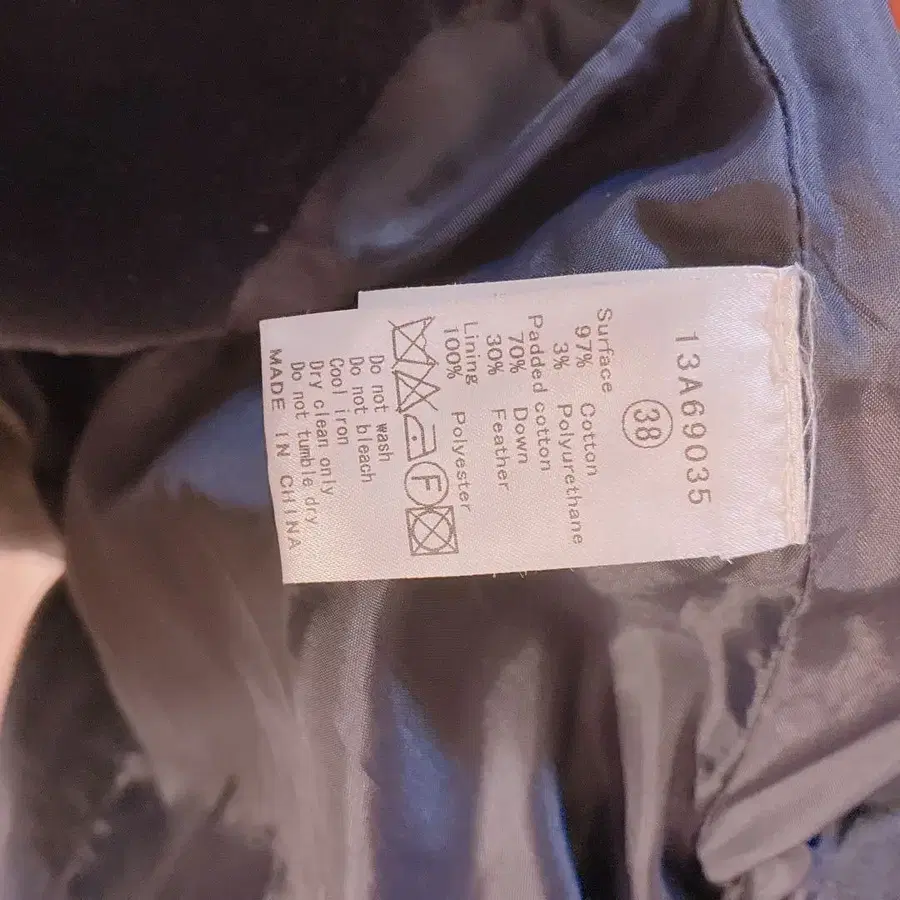 13A69035
38
Surface
97% Cotton
3% Polyurethane
Padded cotton
70% Down
30% Feather
Lining
100% Polyester
F
Do not wash
Do not bleach
Cool iron
Dry clean only
Do not tumble dry
MADE IN CHINA